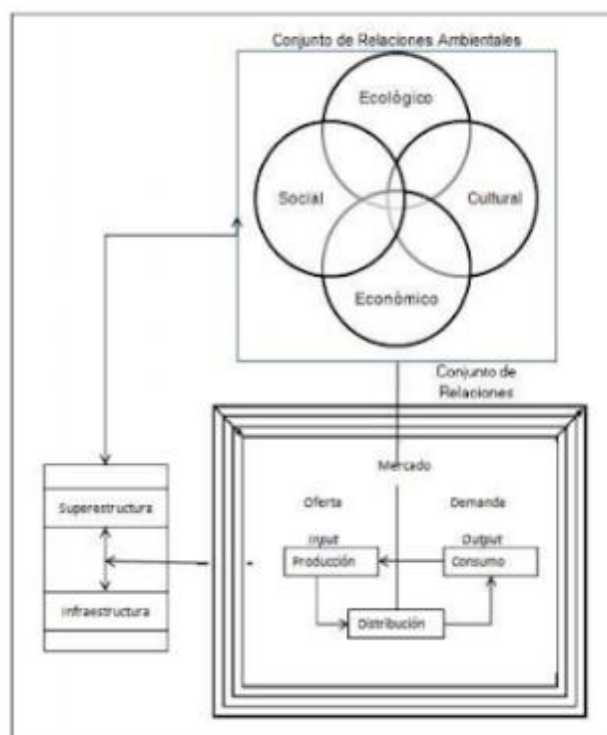 Conjunto de Relaciones Ambientales
Ecológico
Social
Cultural
Económico
Conjunto de
Relaciones
Mercado
Oferta
Demande
Input
Output
Producción
Consumo
Distribución
Superestructura
Infraestructura